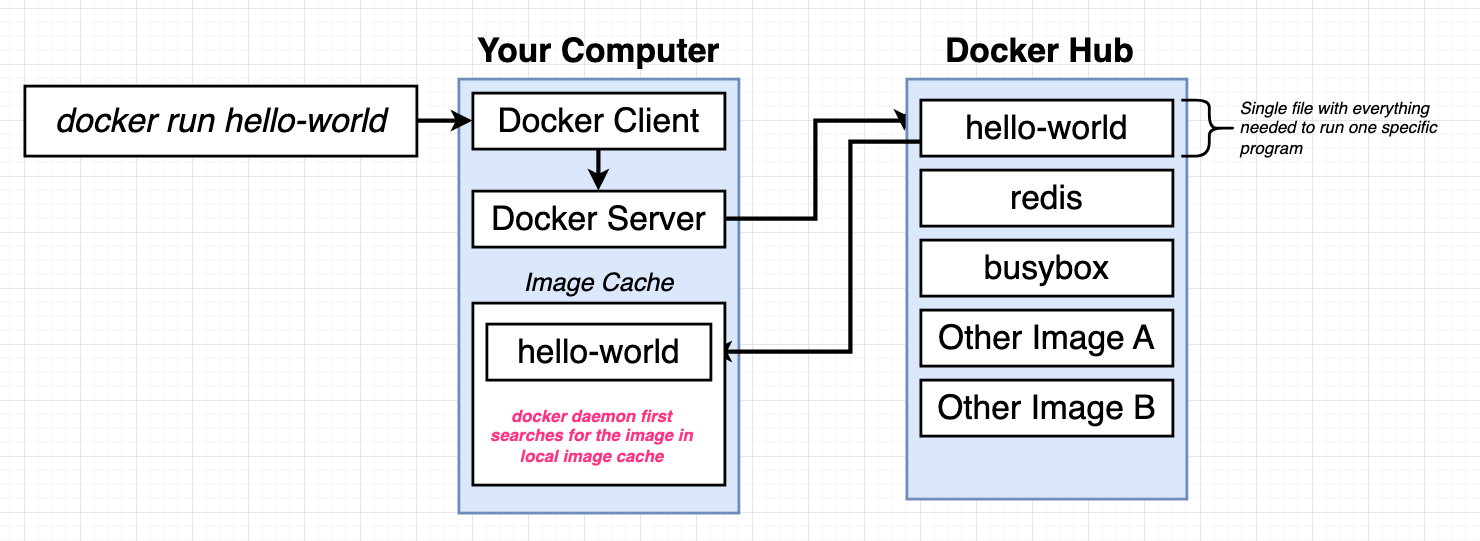 Your Computer
Docker Hub
docker run hello-world
Docker Client
Docker Server
Image Cache
hello-world
docker daemon first
searches for the image in
local image cache
hello-world
redis
busybox
Other Image A
Other Image B
Single file with everything
needed to run one specific
program